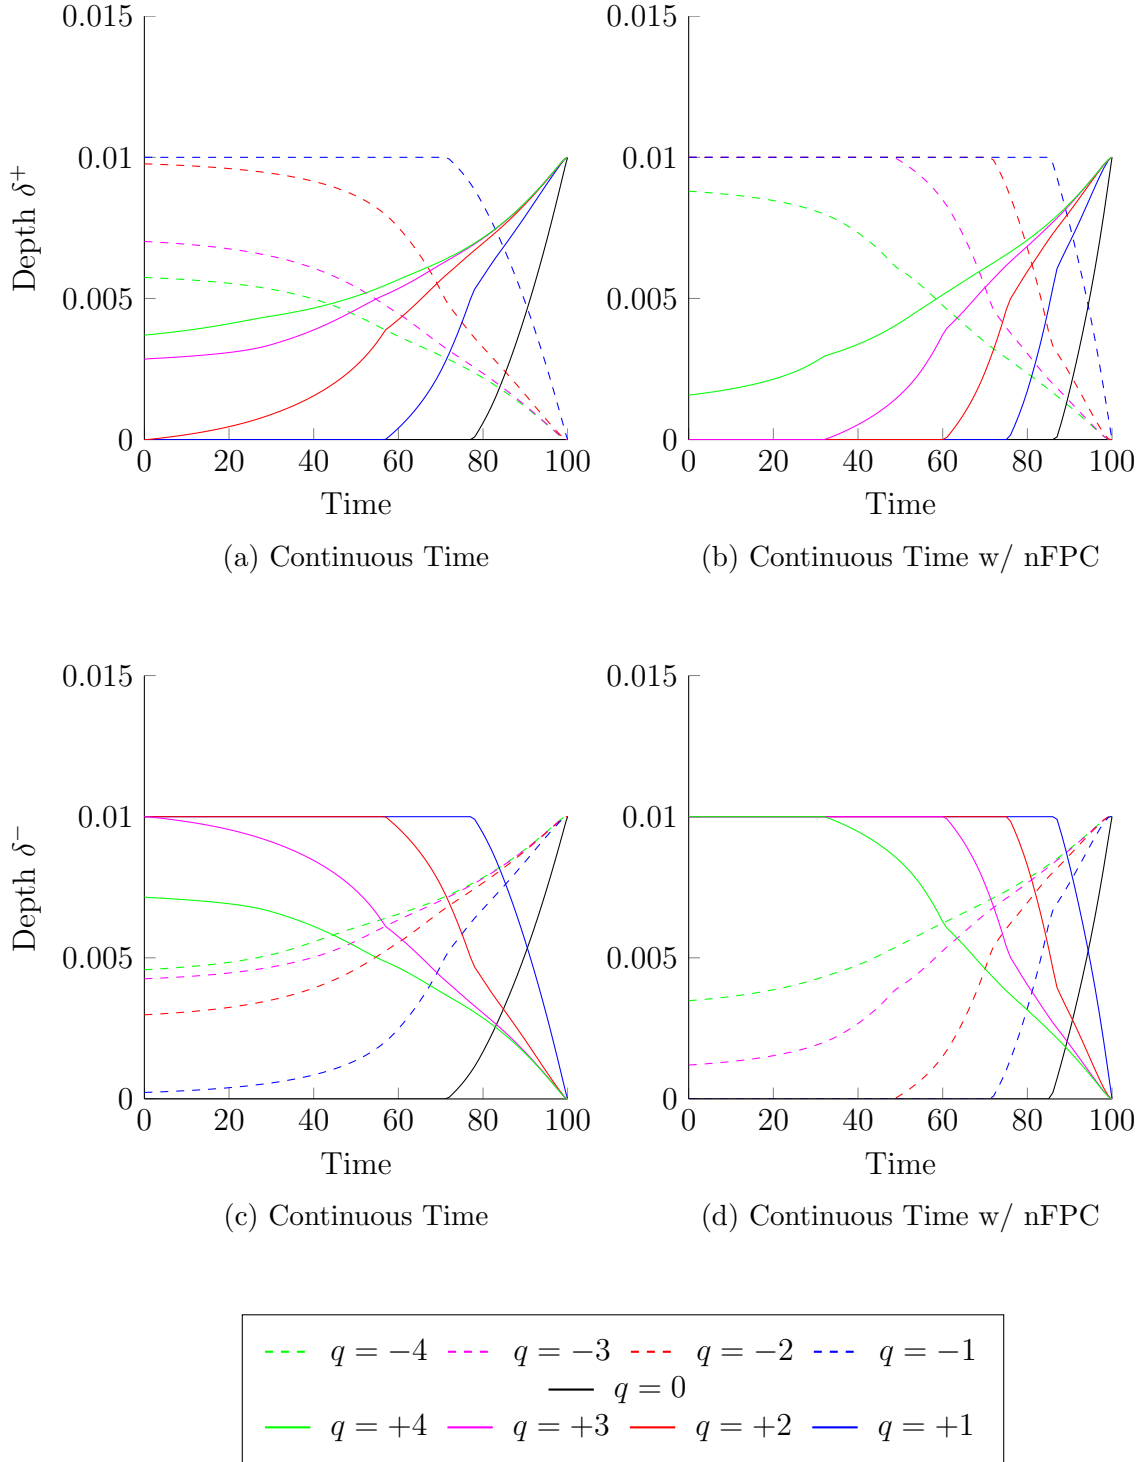 0.015
0.015
0.01
0.01
Depth δ⁺
0.005
0.005
0
0
0 20 40 60 80 100
0 20 40 60 80 100
Time
Time
(a) Continuous Time
(b) Continuous Time w/ nFPC
0.015
0.015
0.01
0.01
Depth δ⁻
0.005
0.005
0
0
0 20 40 60 80 100
0 20 40 60 80 100
Time
Time
(c) Continuous Time
(d) Continuous Time w/ nFPC
q = −4 q = −3 q = −2 q = −1
q = 0
q = +4 q = +3 q = +2 q = +1